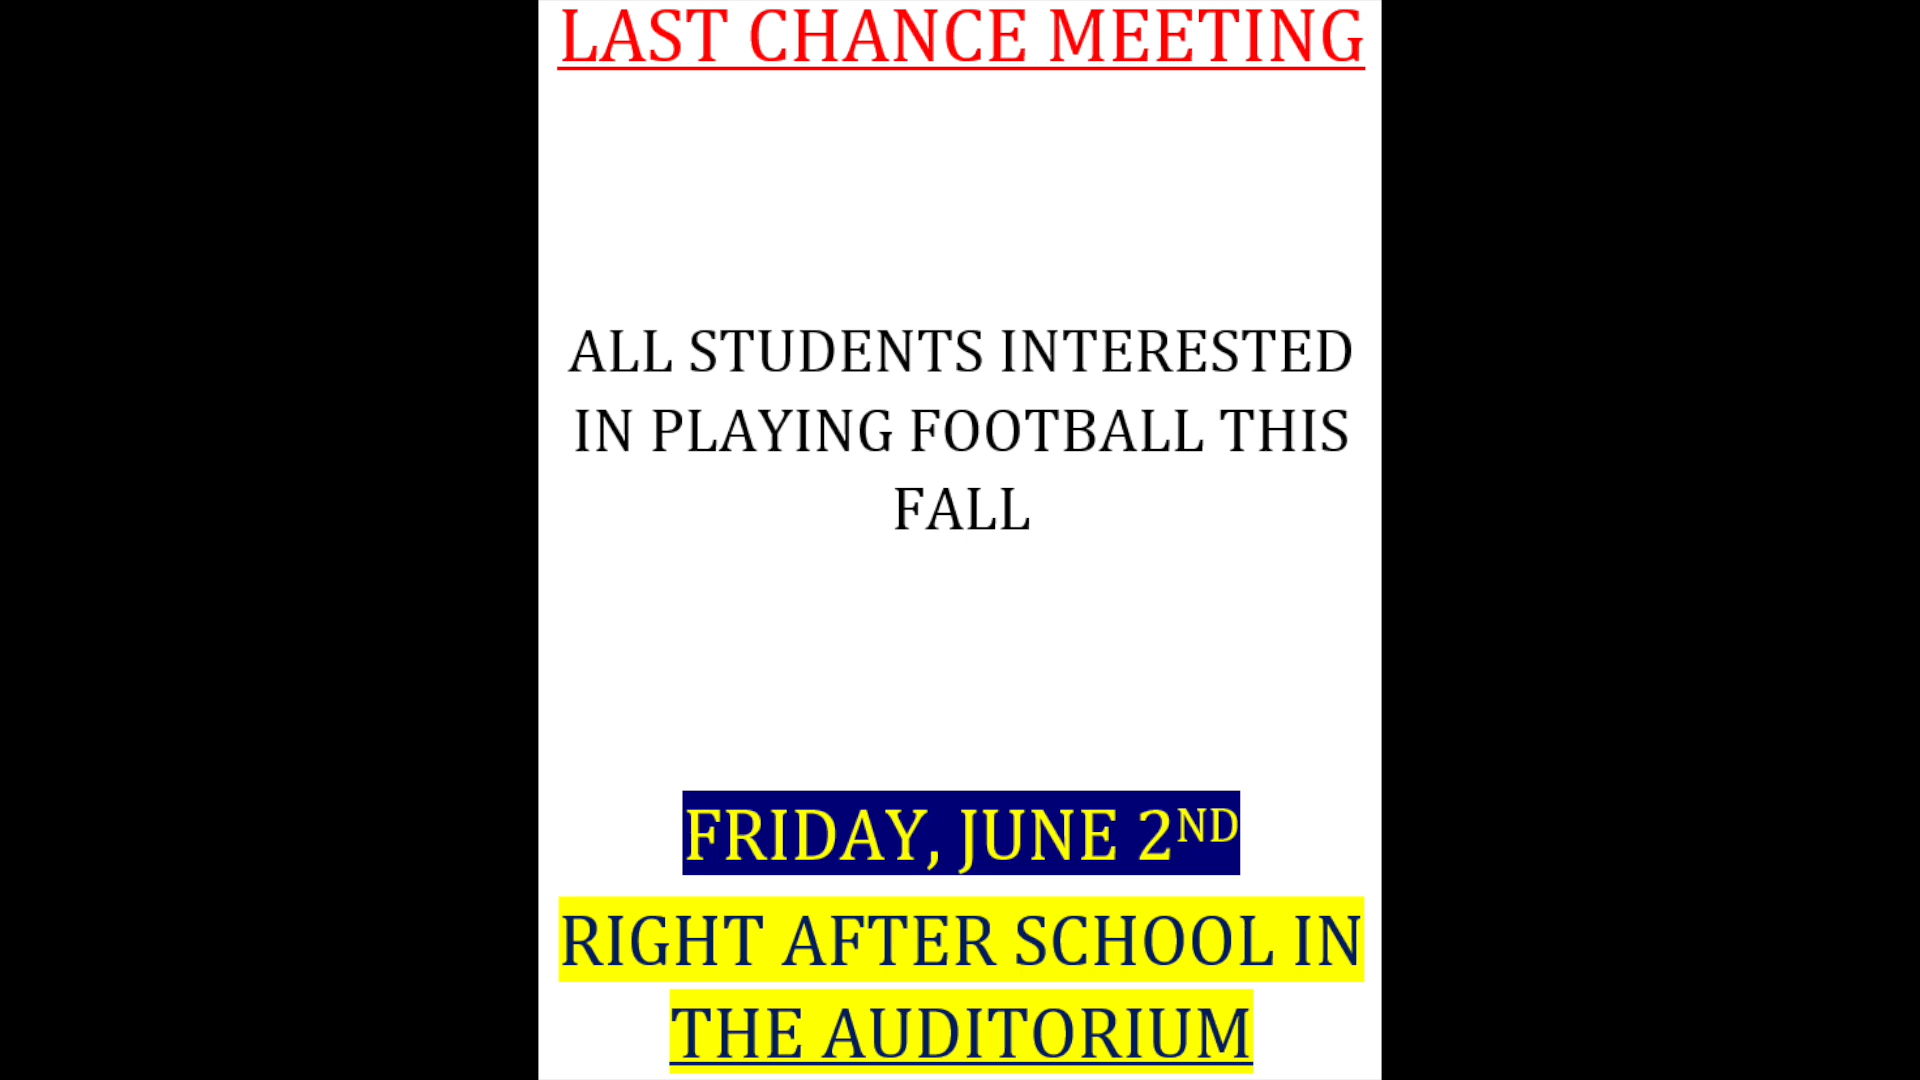 LAST CHANCE MEETING
ALL STUDENTS INTERESTED
IN PLAYING FOOTBALL THIS
FALL
FRIDAY, JUNE 2ND
RIGHT AFTER SCHOOL IN
THE AUDITORIUM